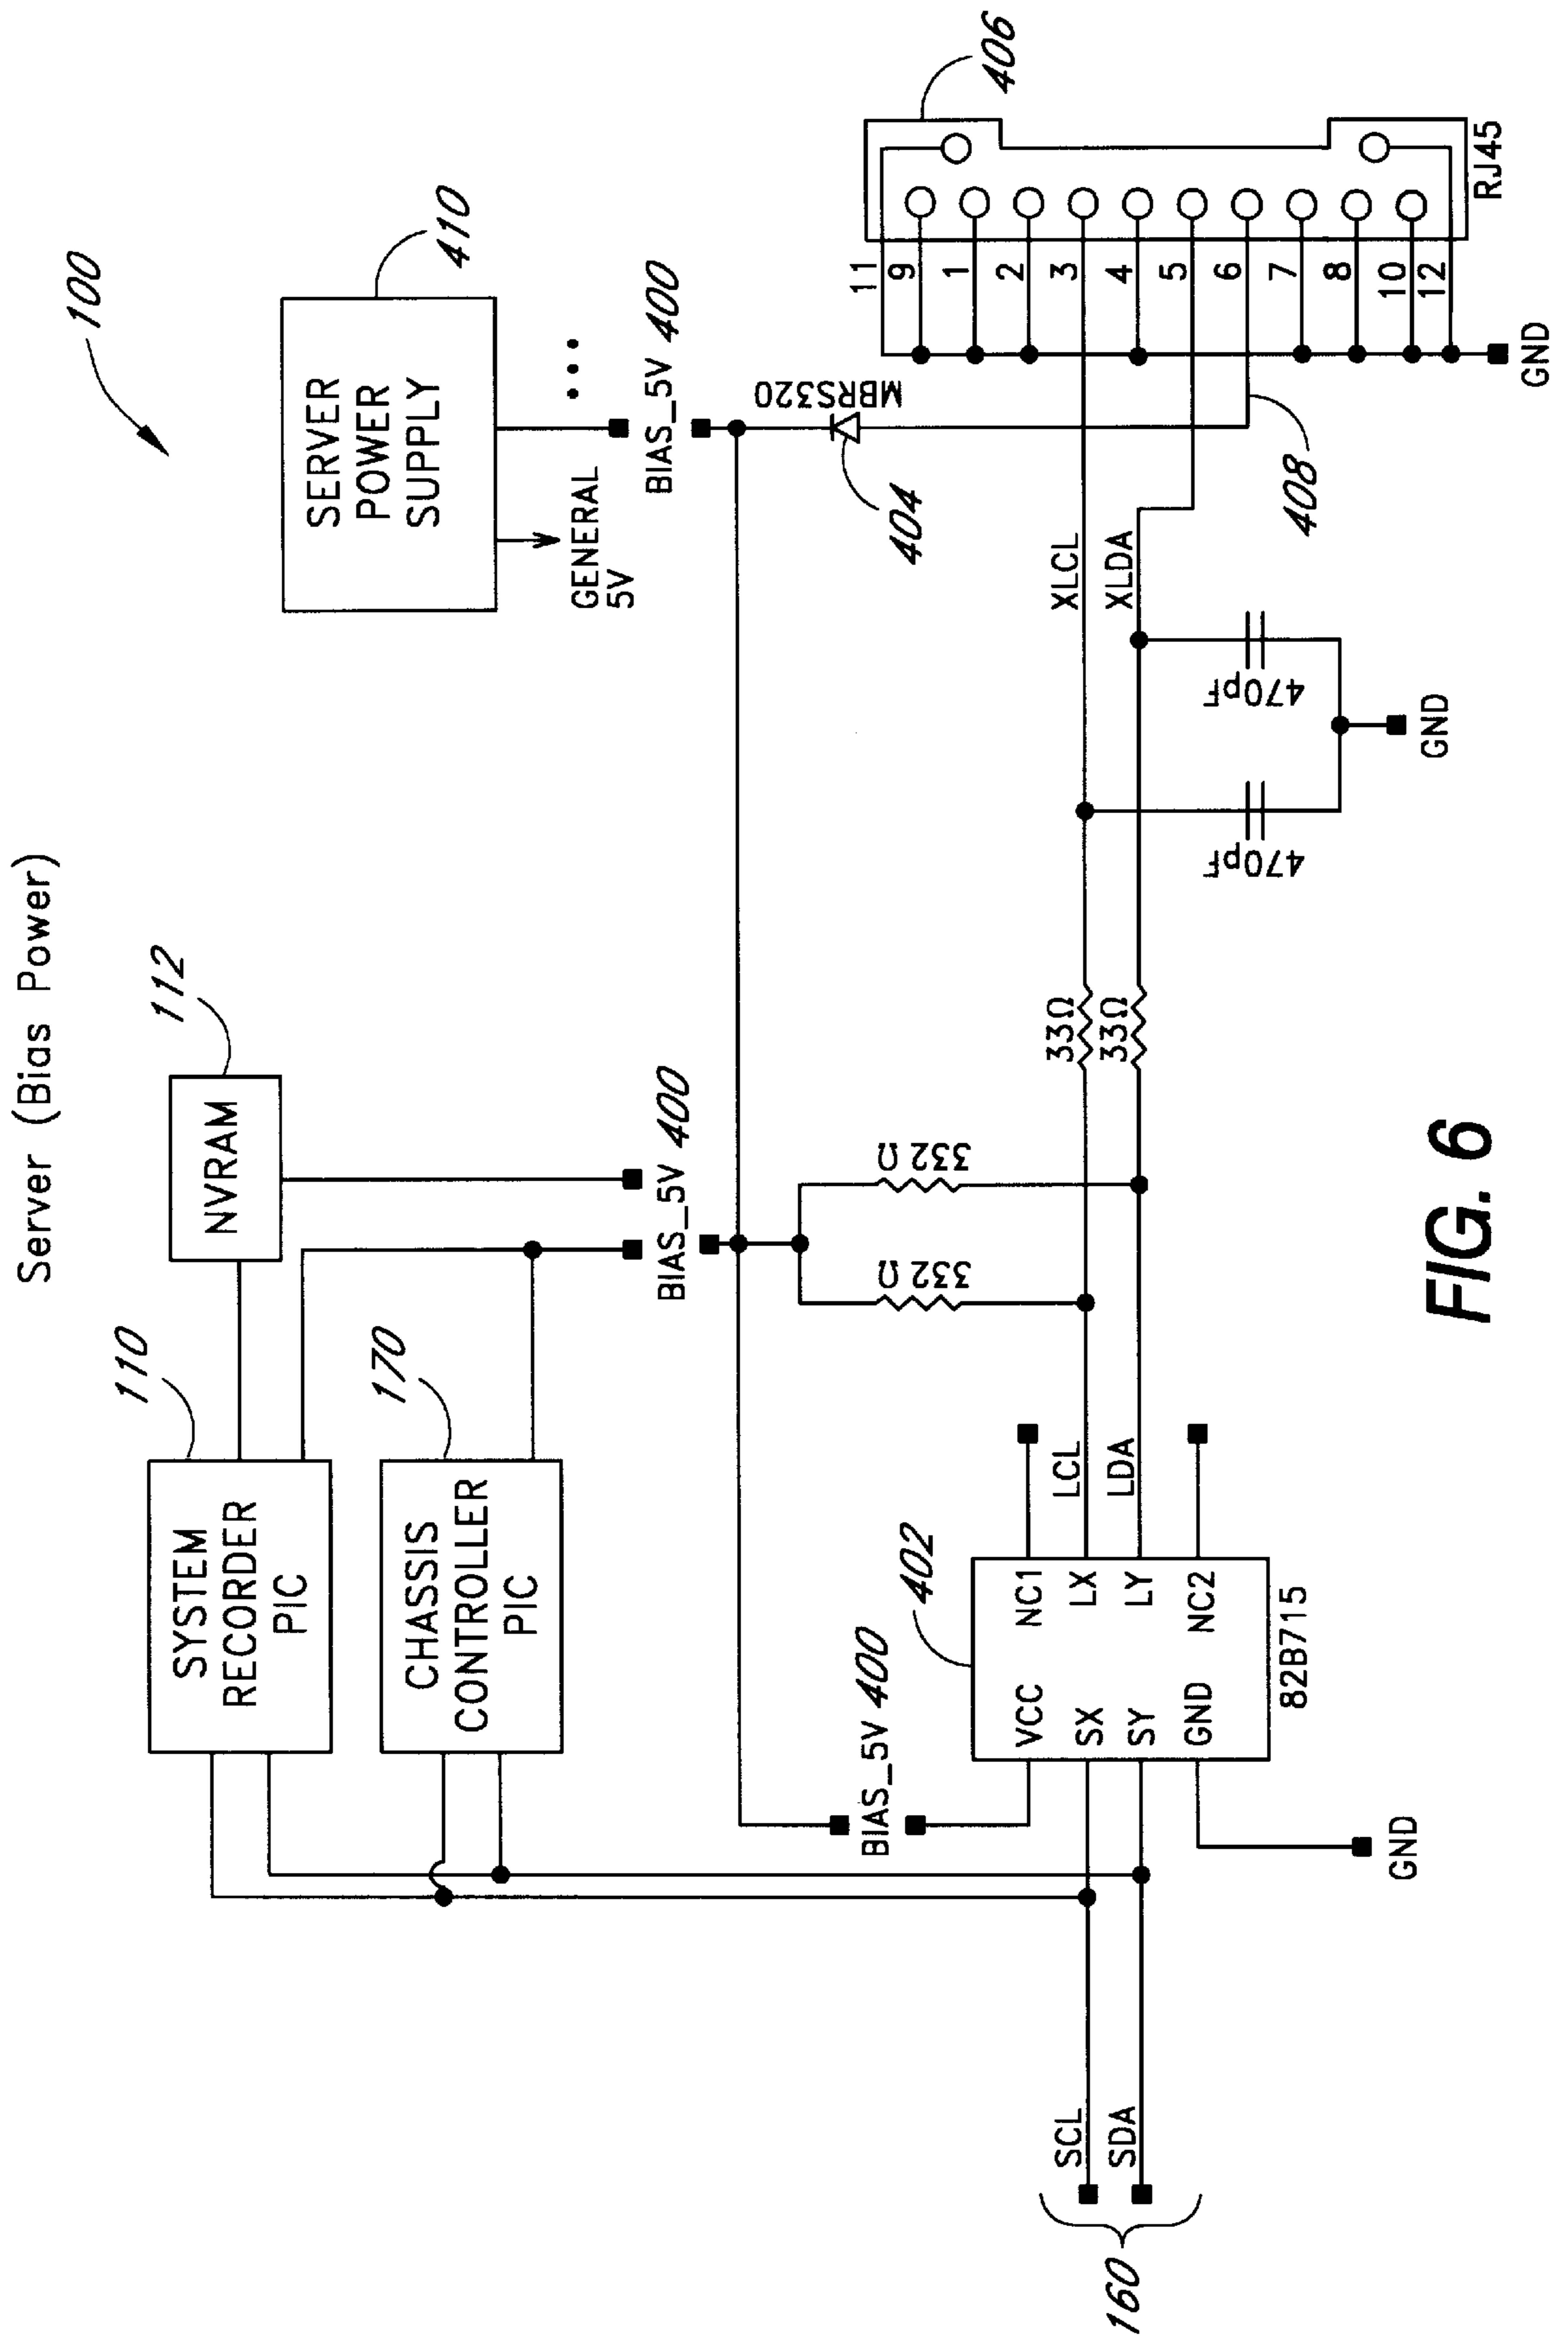 Server (Bias Power)
100
110
112
410
SYSTEM
RECORDER
PIC
NVRAM
SERVER
POWER
SUPPLY
170
CHASSIS
CONTROLLER
PIC
GENERAL
5V
BIAS_5V 400
BIAS_5V 400
MBRS320
404
406
BIAS_5V 400
402
332Ω
332Ω
11
9
1
2
3
4
5
6
7
8
10
12
RJ45
GND
408
VCC
SX
SY
GND
NC1
LX
LY
NC2
82B715
LCL
LDA
33Ω
33Ω
XLCL
XLDA
470pF
470pF
GND
GND
SCL
SDA
160
FIG. 6